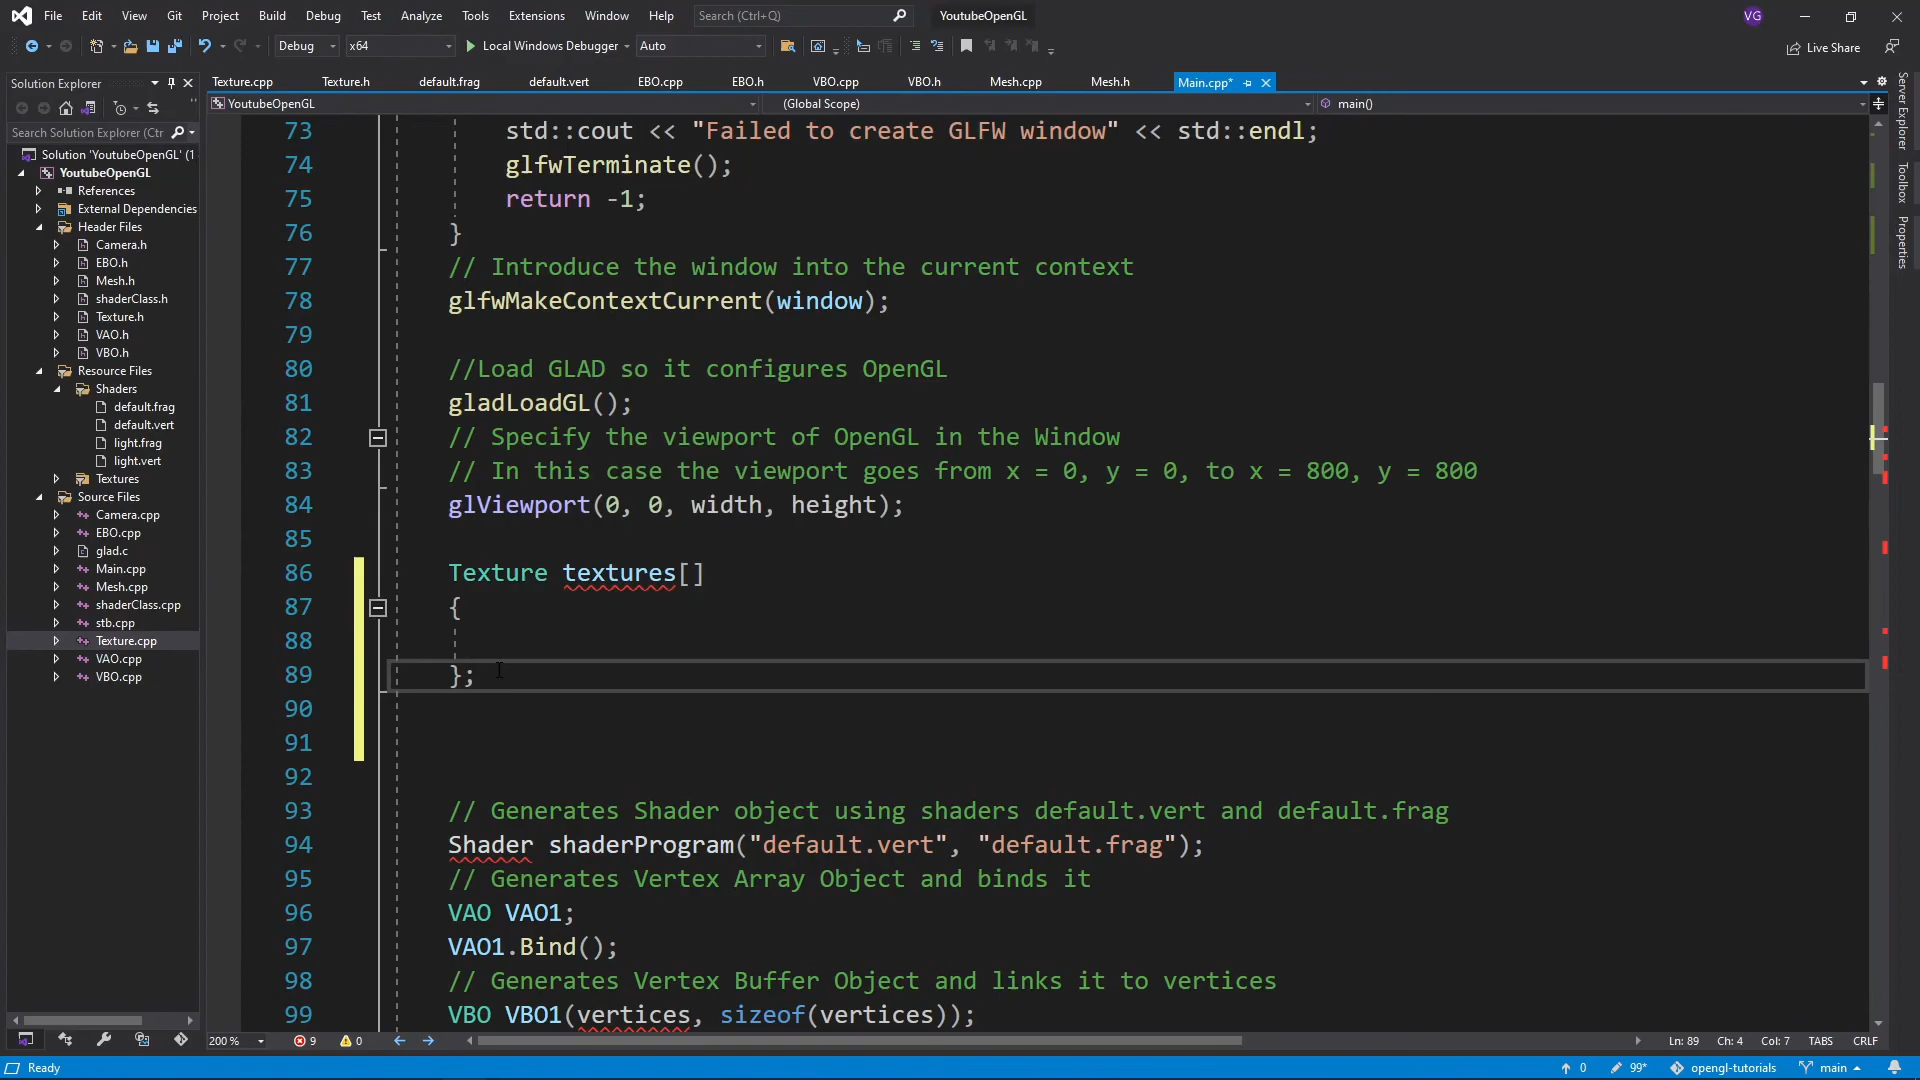 File Edit View Git Project Build Debug Test Analyze Tools Extensions Window Help Search (Ctrl+Q) YoutubeOpenGL VG
Debug x64 Local Windows Debugger Auto Live Share
Solution Explorer
Search Solution Explorer (Ctr
Solution 'YoutubeOpenGL' (1
YoutubeOpenGL
References
External Dependencies
Header Files
Camera.h
EBO.h
Mesh.h
shaderClass.h
Texture.h
VAO.h
VBO.h
Resource Files
Shaders
default.frag
default.vert
light.frag
light.vert
Textures
Source Files
Camera.cpp
EBO.cpp
glad.c
Main.cpp
Mesh.cpp
shaderClass.cpp
stb.cpp
Texture.cpp
VAO.cpp
VBO.cpp
Texture.cpp Texture.h default.frag default.vert EBO.cpp EBO.h VBO.cpp VBO.h Mesh.cpp Mesh.h Main.cpp*
YoutubeOpenGL (Global Scope) main()
73 std::cout << "Failed to create GLFW window" << std::endl;
74 glfwTerminate();
75 return -1;
76 }
77 // Introduce the window into the current context
78 glfwMakeContextCurrent(window);
79
80 //Load GLAD so it configures OpenGL
81 gladLoadGL();
82 // Specify the viewport of OpenGL in the Window
83 // In this case the viewport goes from x = 0, y = 0, to x = 800, y = 800
84 glViewport(0, 0, width, height);
85
86 Texture textures[]
87 {
88
89 };
90
91
92
93 // Generates Shader object using shaders default.vert and default.frag
94 Shader shaderProgram("default.vert", "default.frag");
95 // Generates Vertex Array Object and binds it
96 VAO VAO1;
97 VAO1.Bind();
98 // Generates Vertex Buffer Object and links it to vertices
99 VBO VBO1(vertices, sizeof(vertices));
200 % 9 0 Ln: 89 Ch: 4 Col: 7 TABS CRLF
Ready 0 99* opengl-tutorials main
Server Explorer
Toolbox
Properties